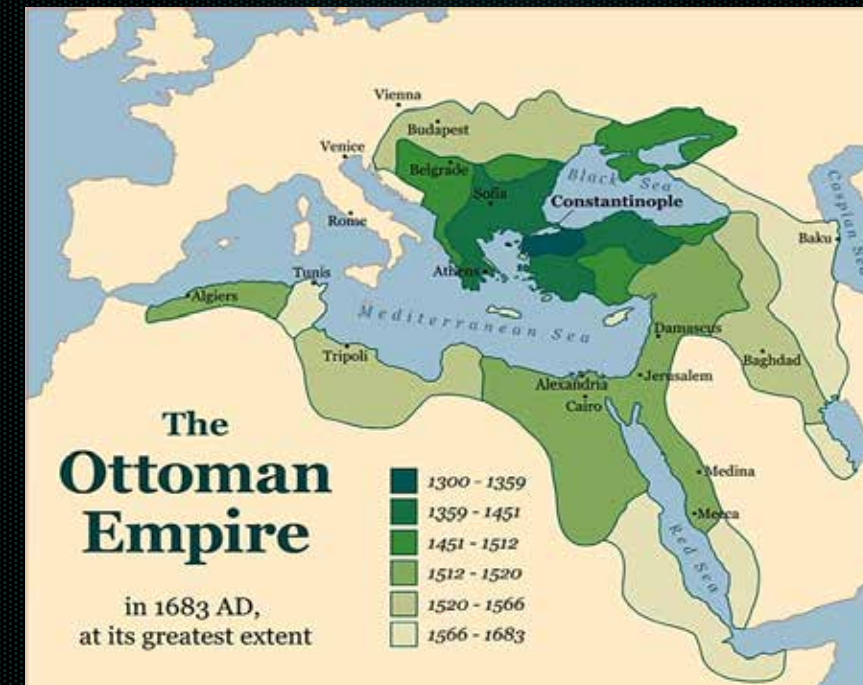 Vienna
Budapest
Venice
Belgrade
Black Sea
Sofia
Constantinople
Caspian Sea
Rome
Baku
Athens
Tunis
Algiers
Mediterranean Sea
Damascus
Tripoli
Baghdad
Alexandria
Jerusalem
Cairo
The
Ottoman
Empire
in 1683 AD,
at its greatest extent
1300 - 1359
1359 - 1451
1451 - 1512
1512 - 1520
1520 - 1566
1566 - 1683
Medina
Mecca
Red Sea